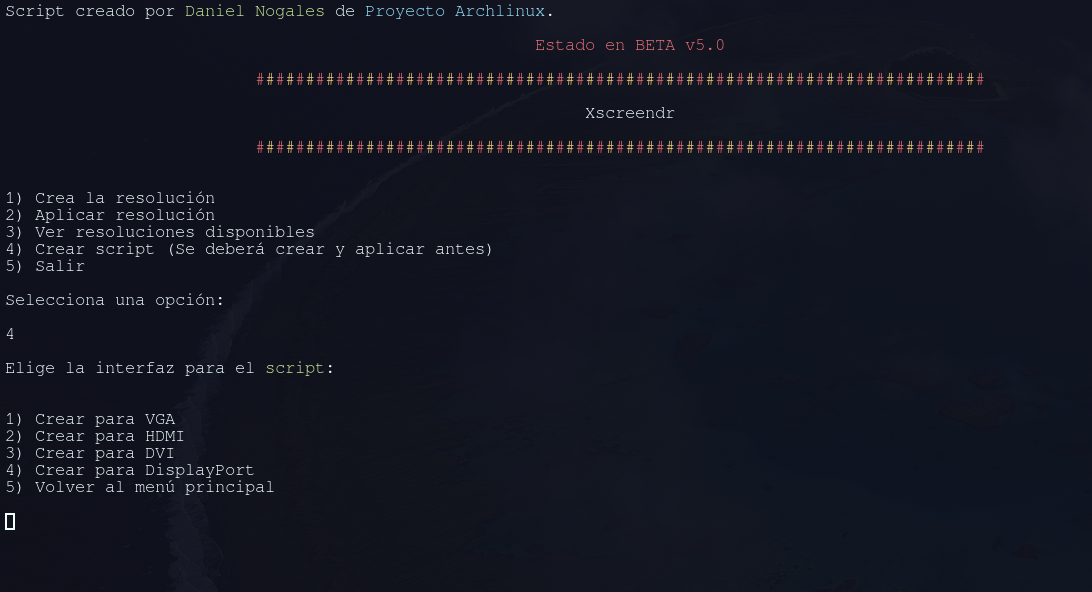 Script creado por Daniel Nogales de Proyecto Archlinux.
Estado en BETA v5.0
#########################################################################
Xscreendr
#########################################################################
1) Crea la resolución
2) Aplicar resolución
3) Ver resoluciones disponibles
4) Crear script (Se deberá crear y aplicar antes)
5) Salir
Selecciona una opción:
4
Elige la interfaz para el script:
1) Crear para VGA
2) Crear para HDMI
3) Crear para DVI
4) Crear para DisplayPort
5) Volver al menú principal